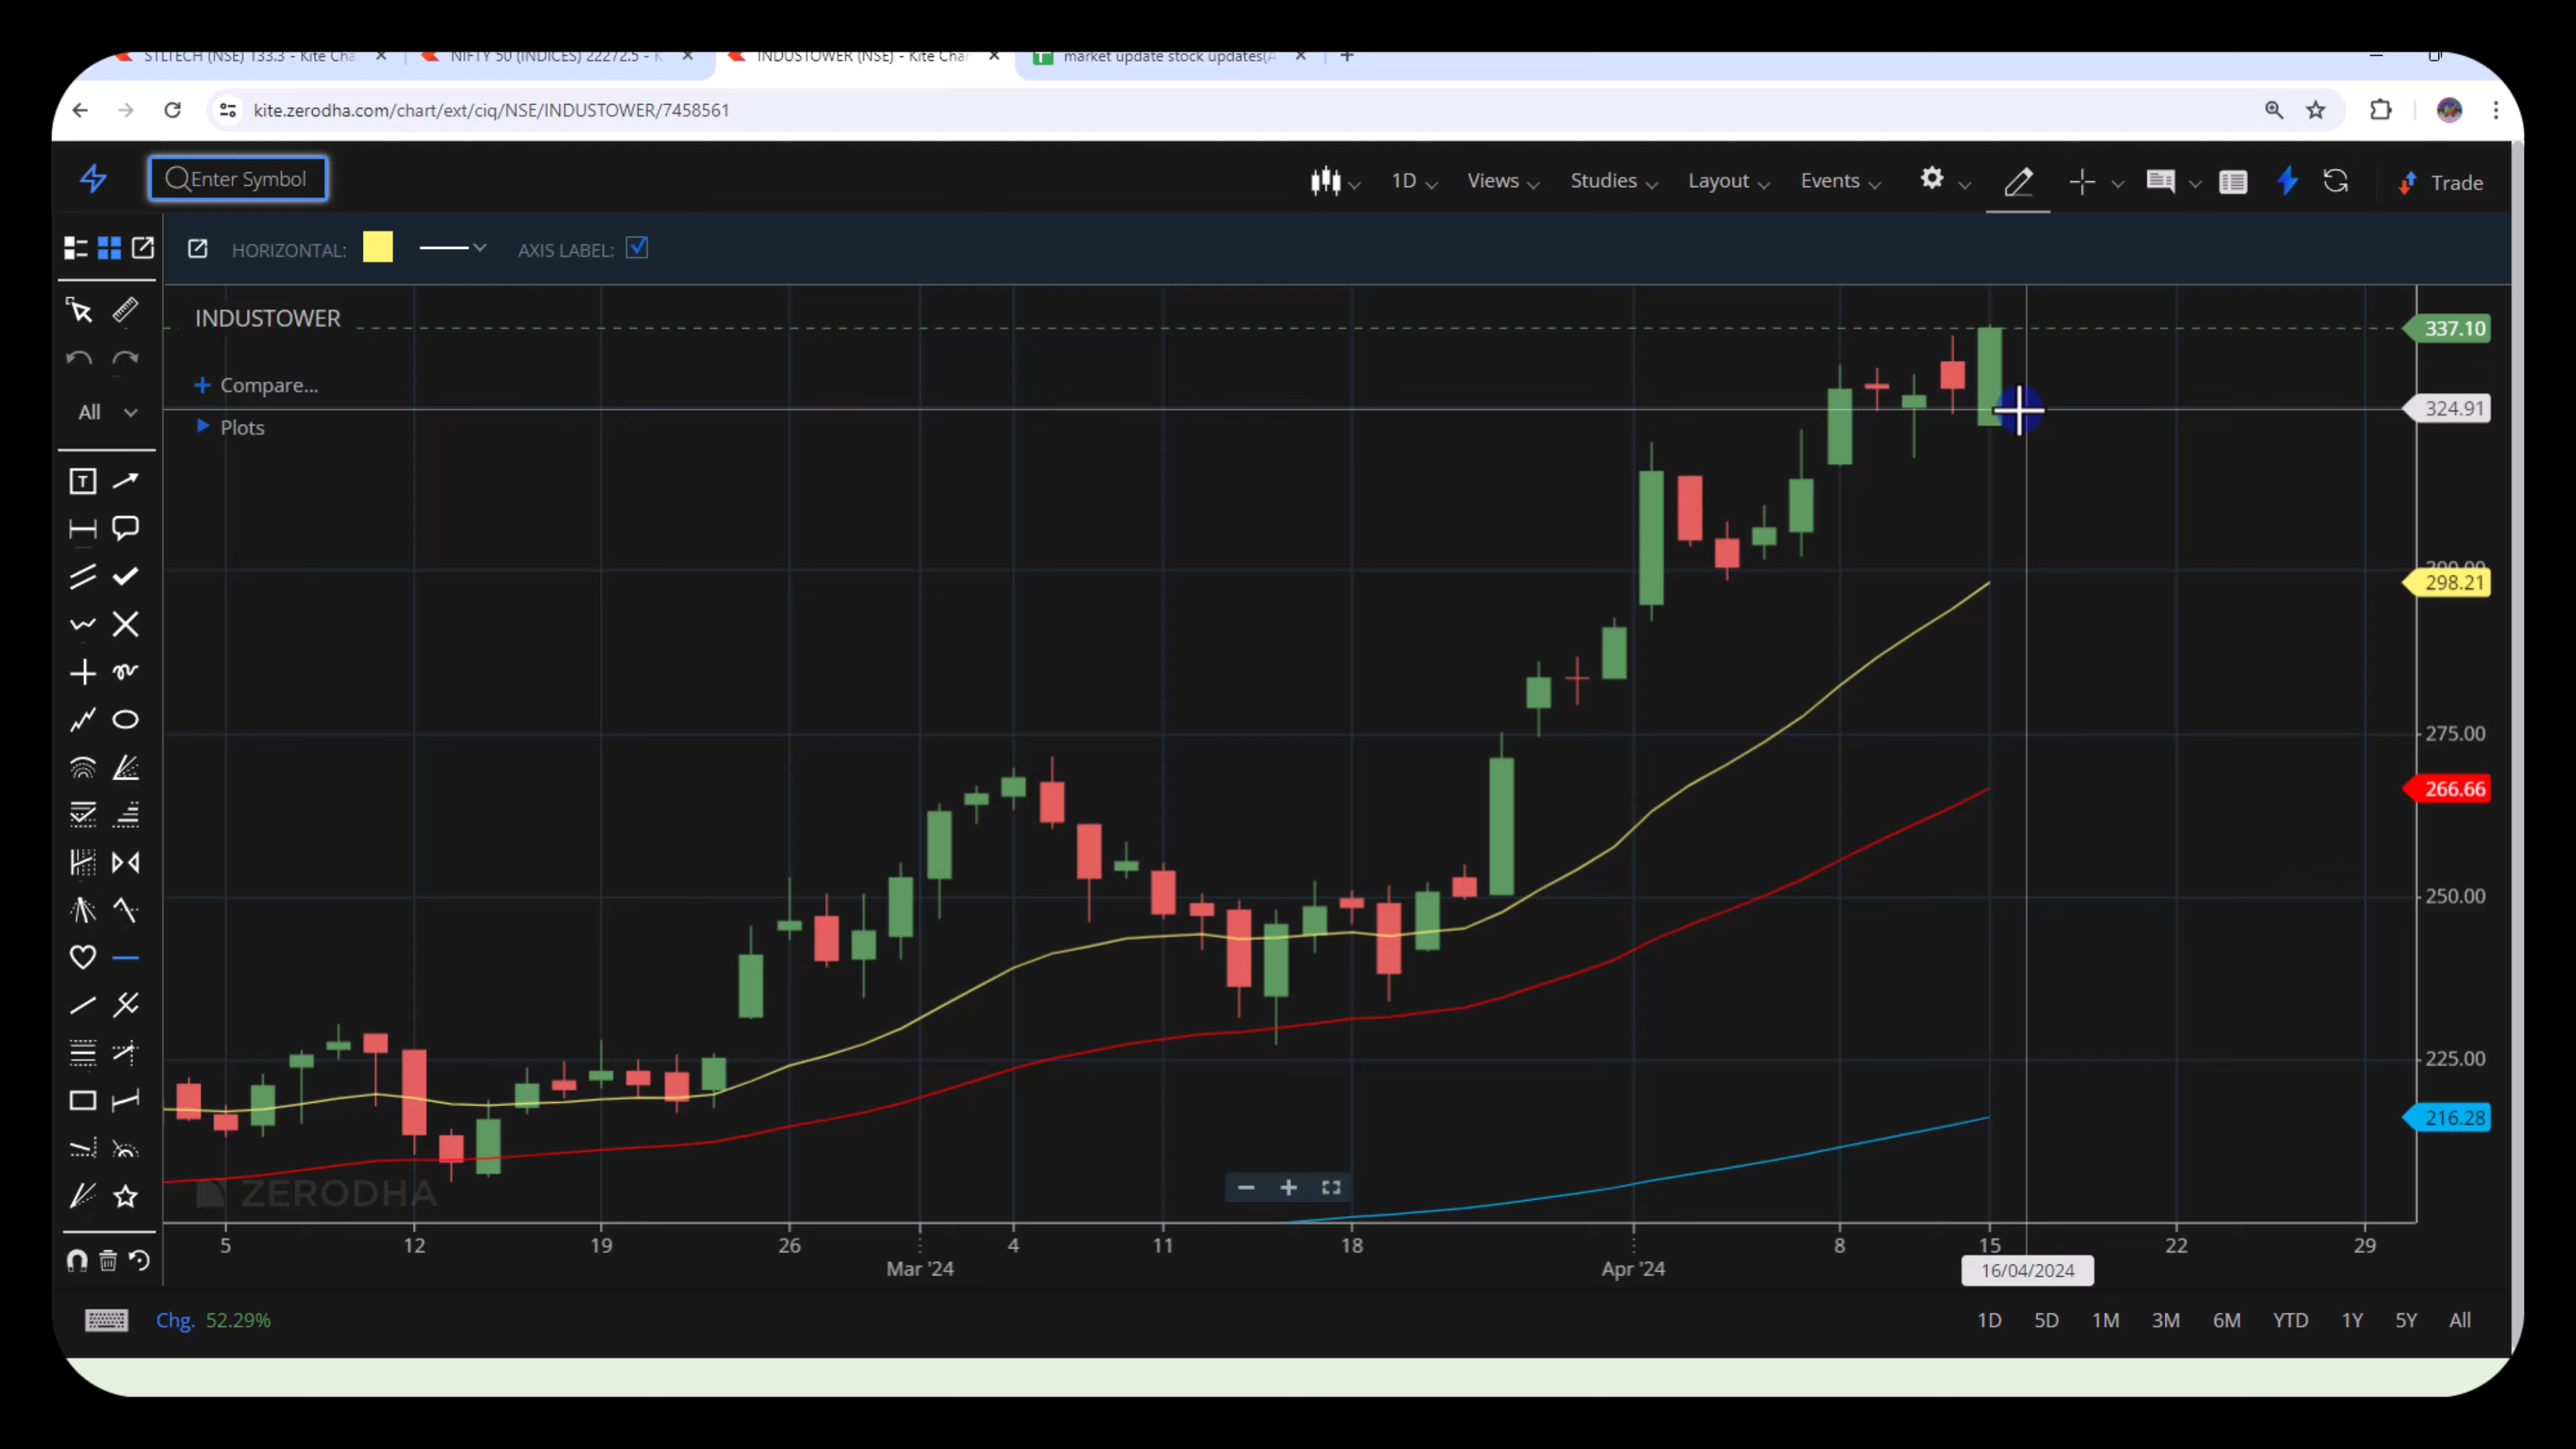 STLTECH (NSE) 133.3 - Kite Cha
NIFTY 50 (INDICES) 22272.5 - K
INDUSTOWER (NSE) - Kite Char
market update stock updates(A
kite.zerodha.com/chart/ext/ciq/NSE/INDUSTOWER/7458561
Enter Symbol
1D
Views
Studies
Layout
Events
Trade
HORIZONTAL:
AXIS LABEL:
INDUSTOWER
337.10
Compare...
All
324.91
Plots
T
298.21
275.00
266.66
250.00
225.00
216.28
ZERODHA
5 12 19 26 4 11 18 8 15 22 29
Mar '24 Apr '24 16/04/2024
Chg. 52.29%
1D 5D 1M 3M 6M YTD 1Y 5Y All